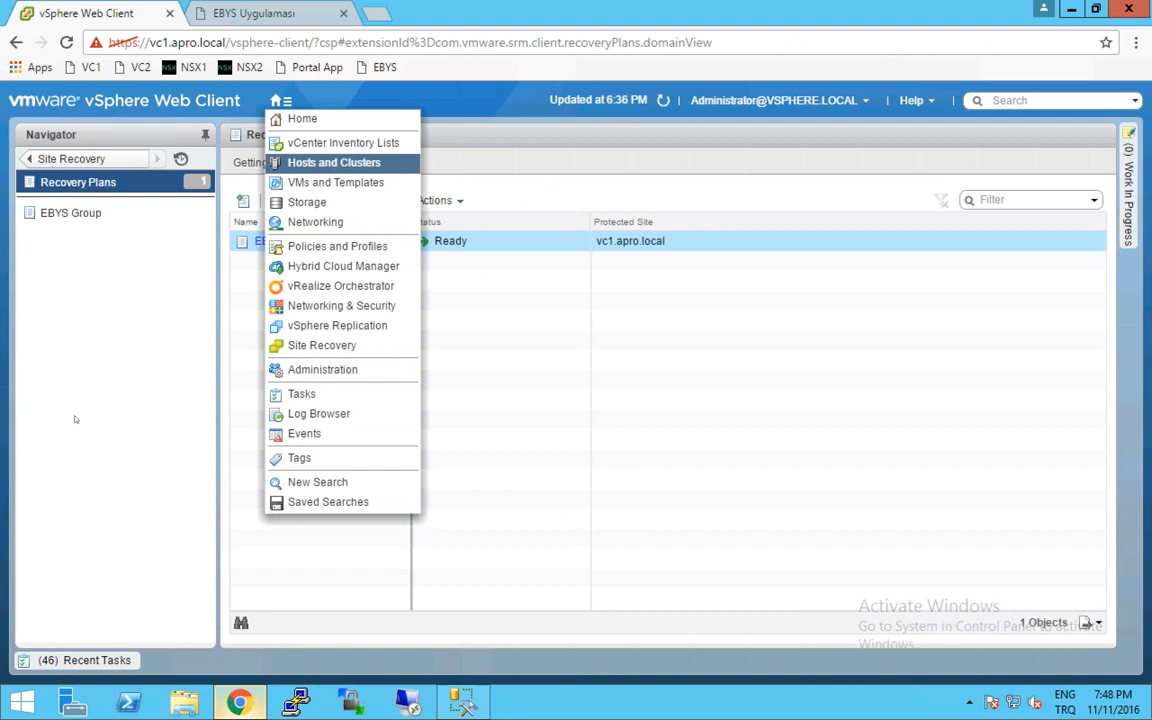 vSphere Web Client
EBYS Uygulaması
https://vc1.apro.local/vsphere-client/?csp#extensionId%3Dcom.vmware.srm.client.recoveryPlans.domainView
Apps VC1 VC2 NSX1 NSX2 Portal App EBYS
vmware vSphere Web Client
Updated at 6:36 PM
Administrator@VSPHERE.LOCAL
Help
Search
Navigator
Site Recovery
Recovery Plans 1
EBYS Group
Home
vCenter Inventory Lists
Hosts and Clusters
VMs and Templates
Storage
Networking
Policies and Profiles
Hybrid Cloud Manager
vRealize Orchestrator
Networking & Security
vSphere Replication
Site Recovery
Administration
Tasks
Log Browser
Events
Tags
New Search
Saved Searches
Filter
Name
Protected Site
Ready
vc1.apro.local
(0) Work In Progress
Activate Windows
Go to System in Control Panel to activate
Windows.
1 Objects
(46) Recent Tasks
ENG 7:48 PM
TRQ 11/11/2016